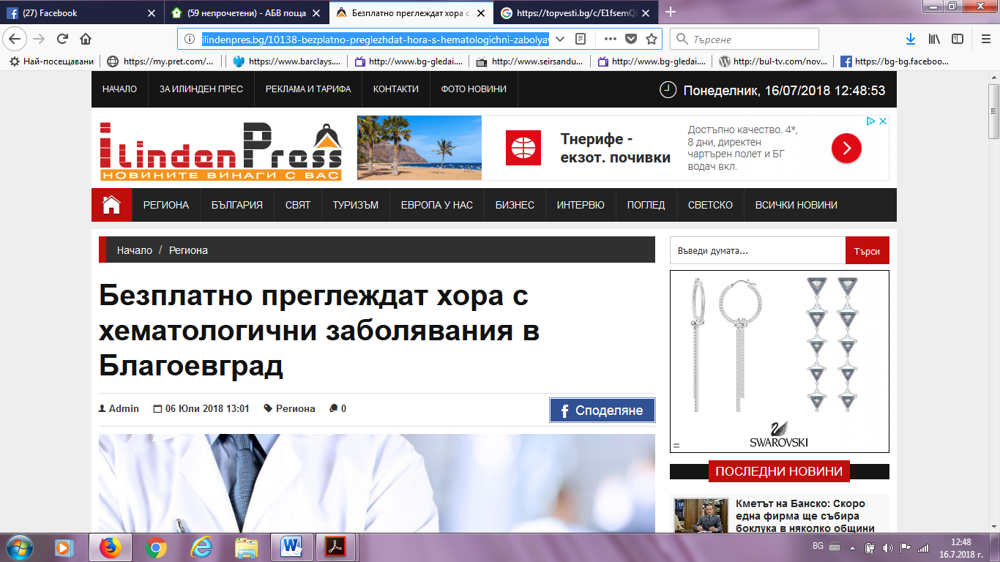 (27) Facebook
(59 непрочетени) - АБВ поща
Безплатно преглеждат хора с
https://topvesti.bg/c/E1fsemQ
ilindenpres.bg/10138-bezplatno-preglezhdat-hora-s-hematologichni-zabolya
Търсене
Най-посещавани
https://my.pret.com/...
https://www.barclays....
http://www.bg-gledai....
http://www.seirsandu...
http://www.bg-gledai....
http://bul-tv.com/nov...
https://bg-bg.faceboo...
НАЧАЛО
ЗА ИЛИНДЕН ПРЕС
РЕКЛАМА И ТАРИФА
КОНТАКТИ
ФОТО НОВИНИ
Понеделник, 16/07/2018 12:48:53
iLinden Press
НОВИНИТЕ ВИНАГИ С ВАС
Тнерифе -
екзот. почивки
Достъпно качество. 4*,
8 дни, директен
чартърен полет и БГ
водач вкл.
РЕГИОНА
БЪЛГАРИЯ
СВЯТ
ТУРИЗЪМ
ЕВРОПА У НАС
БИЗНЕС
ИНТЕРВЮ
ПОГЛЕД
СВЕТСКО
ВСИЧКИ НОВИНИ
Начало / Региона
Въведи думата...
Търси
Безплатно преглеждат хора с
хематологични заболявания в
Благоевград
Admin
06 Юли 2018 13:01
Региона
0
Споделяне
SWAROVSKI
ПОСЛЕДНИ НОВИНИ
Кметът на Банско: Скоро
една фирма ще събира
боклука в няколко общини
BG
12:48
16.7.2018 г.